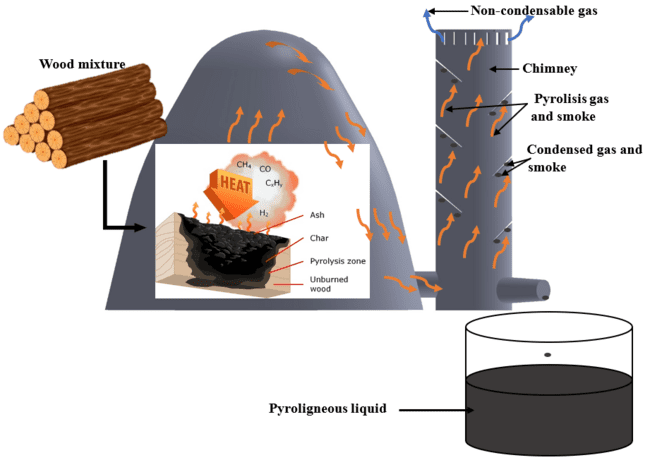 Non-condensable gas
Wood mixture
Chimney
Pyrolisis gas
and smoke
Condensed gas and
smoke
CH₄
CO
CₓHᵧ
HEAT
H₂
Ash
Char
Pyrolysis zone
Unburned
wood
Pyroligneous liquid